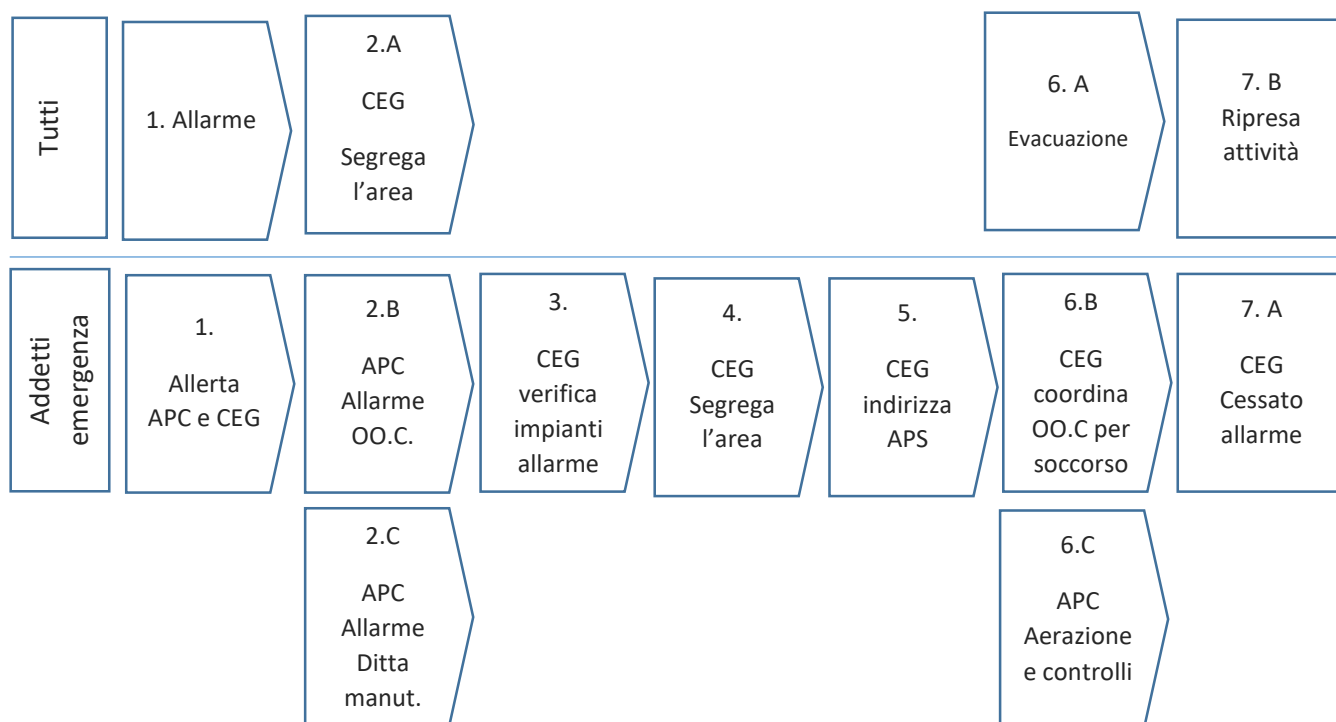 Tutti
1. Allarme
2.A
CEG
Segrega
l’area
6. A
Evacuazione
7. B
Ripresa
attività
Addetti
emergenza
1.
Allerta
APC e CEG
2.B
APC
Allarme
OO.C.
3.
CEG
verifica
impianti
allarme
4.
CEG
Segrega
l’area
5.
CEG
indirizza
APS
6.B
CEG
coordina
OO.C per
soccorso
7. A
CEG
Cessato
allarme
2.C
APC
Allarme
Ditta
manut.
6.C
APC
Aerazione
e controlli